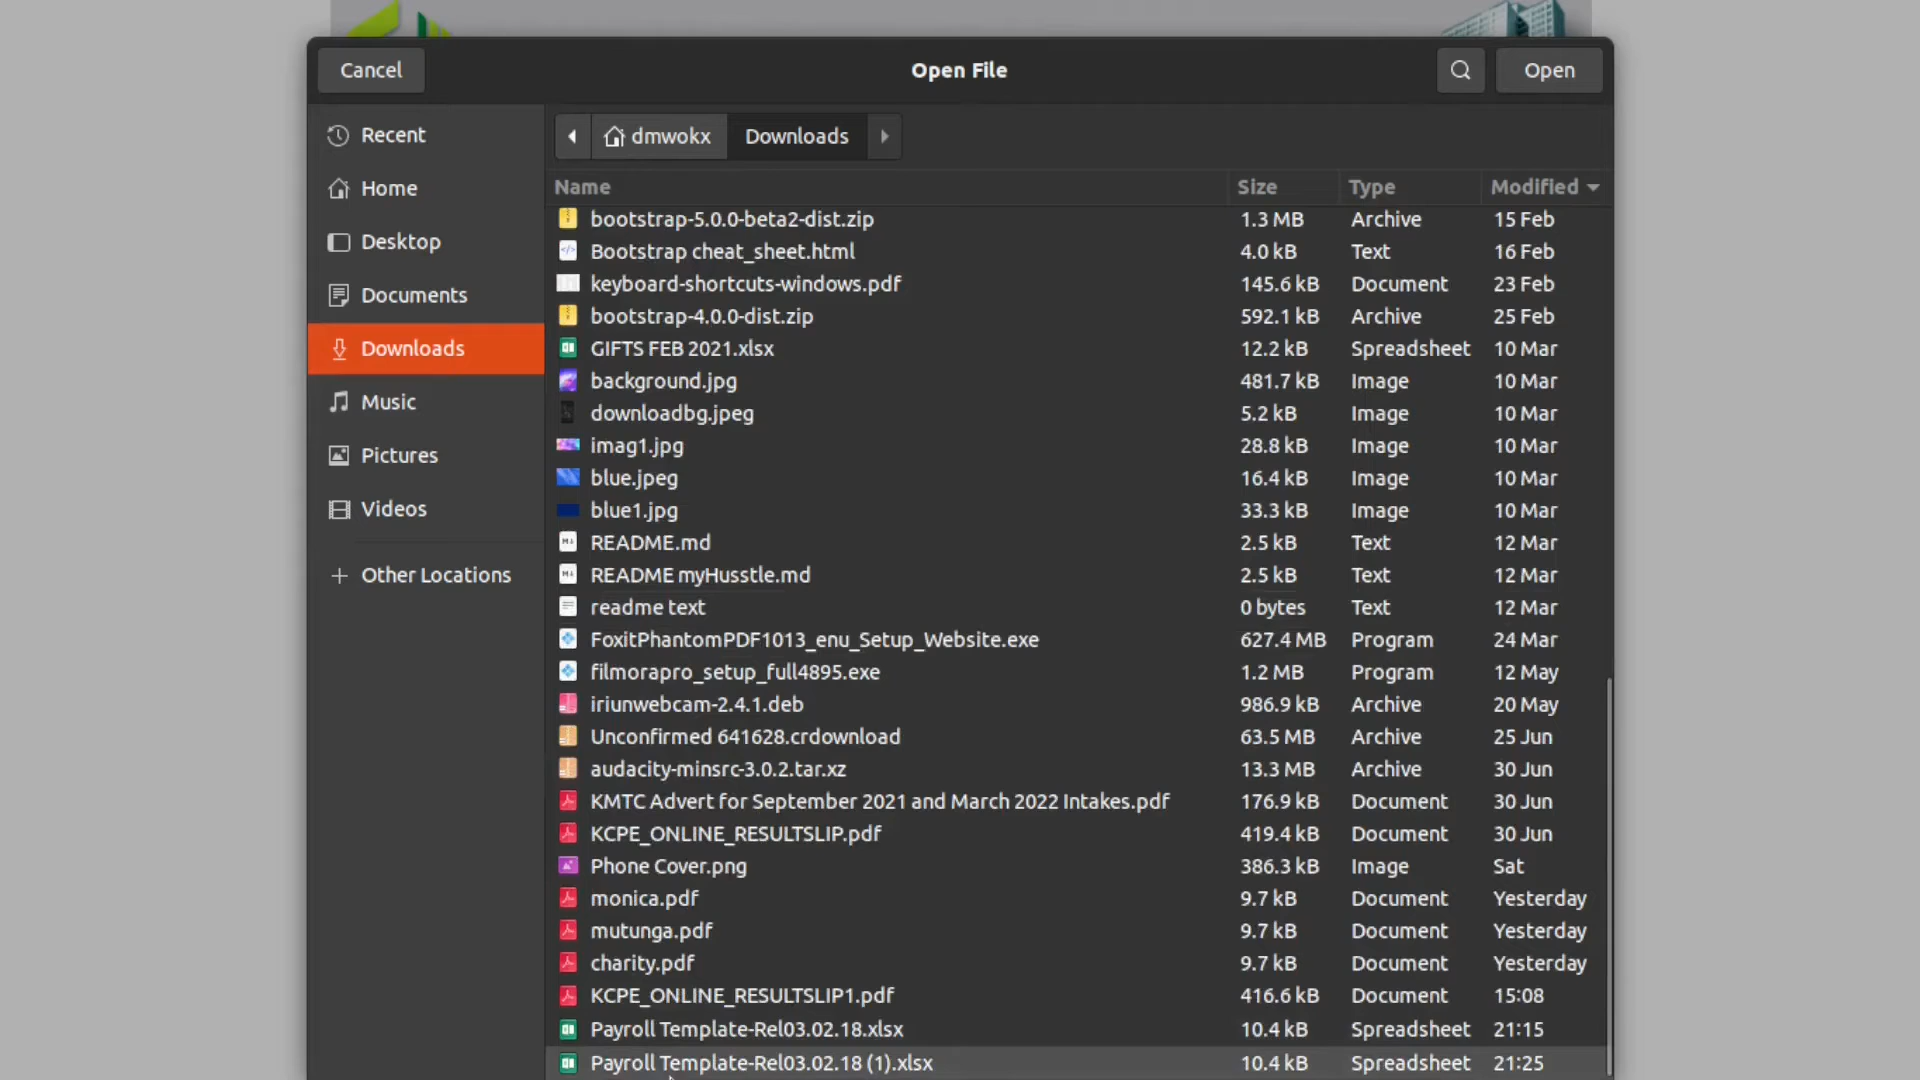 Cancel
Open File
Open
Recent
Home
Desktop
Documents
Downloads
Music
Pictures
Videos
Other Locations
dmwokx Downloads
Name Size Type Modified
bootstrap-5.0.0-beta2-dist.zip 1.3 MB Archive 15 Feb
Bootstrap cheat_sheet.html 4.0 kB Text 16 Feb
keyboard-shortcuts-windows.pdf 145.6 kB Document 23 Feb
bootstrap-4.0.0-dist.zip 592.1 kB Archive 25 Feb
GIFTS FEB 2021.xlsx 12.2 kB Spreadsheet 10 Mar
background.jpg 481.7 kB Image 10 Mar
downloadbg.jpeg 5.2 kB Image 10 Mar
imag1.jpg 28.8 kB Image 10 Mar
blue.jpeg 16.4 kB Image 10 Mar
blue1.jpg 33.3 kB Image 10 Mar
README.md 2.5 kB Text 12 Mar
README myHusstle.md 2.5 kB Text 12 Mar
readme text 0 bytes Text 12 Mar
FoxitPhantomPDF1013_enu_Setup_Website.exe 627.4 MB Program 24 Mar
filmorapro_setup_full4895.exe 1.2 MB Program 12 May
iriunwebcam-2.4.1.deb 986.9 kB Archive 20 May
Unconfirmed 641628.crdownload 63.5 MB Archive 25 Jun
audacity-minsrc-3.0.2.tar.xz 13.3 MB Archive 30 Jun
KMTC Advert for September 2021 and March 2022 Intakes.pdf 176.9 kB Document 30 Jun
KCPE_ONLINE_RESULTSLIP.pdf 419.4 kB Document 30 Jun
Phone Cover.png 386.3 kB Image Sat
monica.pdf 9.7 kB Document Yesterday
mutunga.pdf 9.7 kB Document Yesterday
charity.pdf 9.7 kB Document Yesterday
KCPE_ONLINE_RESULTSLIP1.pdf 416.6 kB Document 15:08
Payroll Template-Rel03.02.18.xlsx 10.4 kB Spreadsheet 21:15
Payroll Template-Rel03.02.18 (1).xlsx 10.4 kB Spreadsheet 21:25